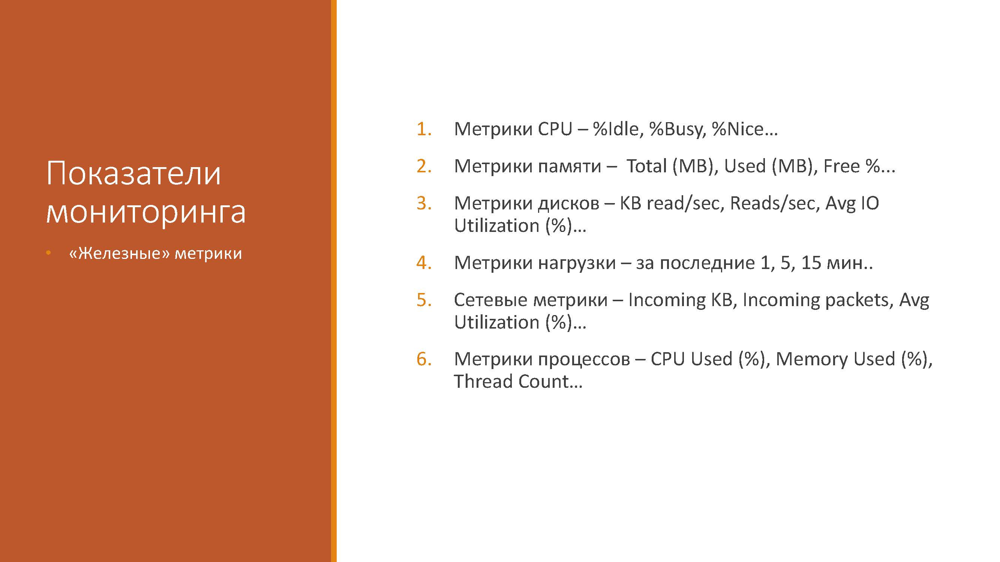 Показатели
мониторинга
• «Железные» метрики
1. Метрики CPU – %Idle, %Busy, %Nice…
2. Метрики памяти – Total (MB), Used (MB), Free %...
3. Метрики дисков – KB read/sec, Reads/sec, Avg IO
Utilization (%)…
4. Метрики нагрузки – за последние 1, 5, 15 мин..
5. Сетевые метрики – Incoming KB, Incoming packets, Avg
Utilization (%)…
6. Метрики процессов – CPU Used (%), Memory Used (%),
Thread Count…